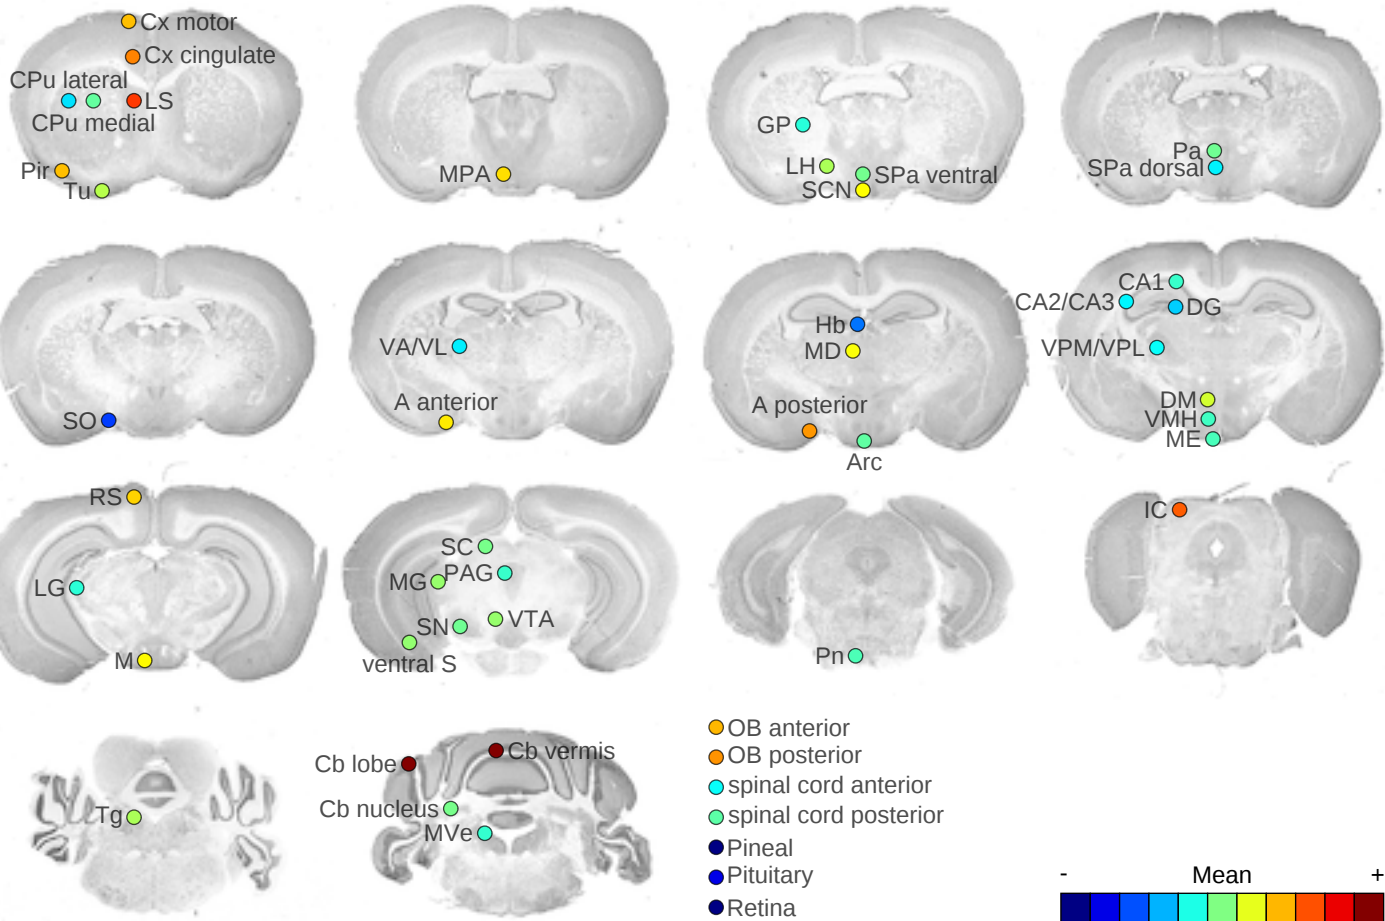 Cx motor
Cx cingulate
CPu lateral
LS
CPu medial
Pir
Tu
MPA
GP
LH
SPa ventral
SCN
Pa
SPa dorsal
SO
VA/VL
A anterior
Hb
MD
A posterior
Arc
CA1
CA2/CA3
DG
VPM/VPL
DM
VMH
ME
RS
LG
M
SC
MG
PAG
SN
VTA
ventral S
Pn
IC
Tg
Cb lobe
Cb vermis
Cb nucleus
MVe
OB anterior
OB posterior
spinal cord anterior
spinal cord posterior
Pineal
Pituitary
Retina
- Mean +